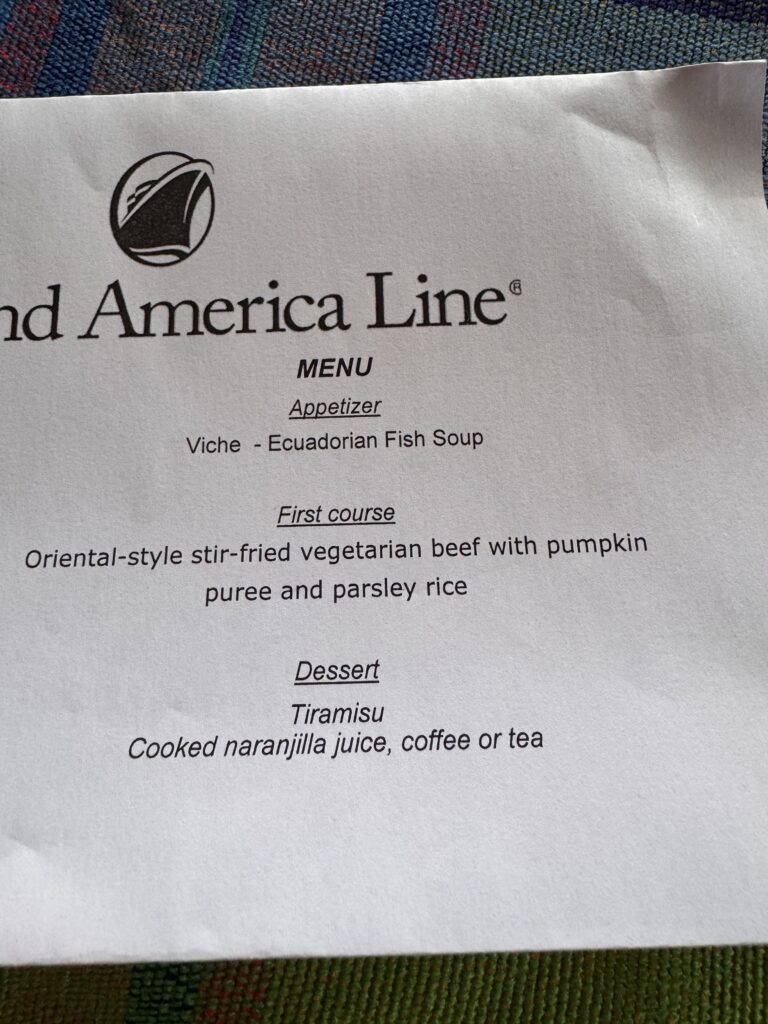 nd America Line®
MENU
Appetizer
Viche - Ecuadorian Fish Soup
First course
Oriental-style stir-fried vegetarian beef with pumpkin
puree and parsley rice
Dessert
Tiramisu
Cooked naranjilla juice, coffee or tea